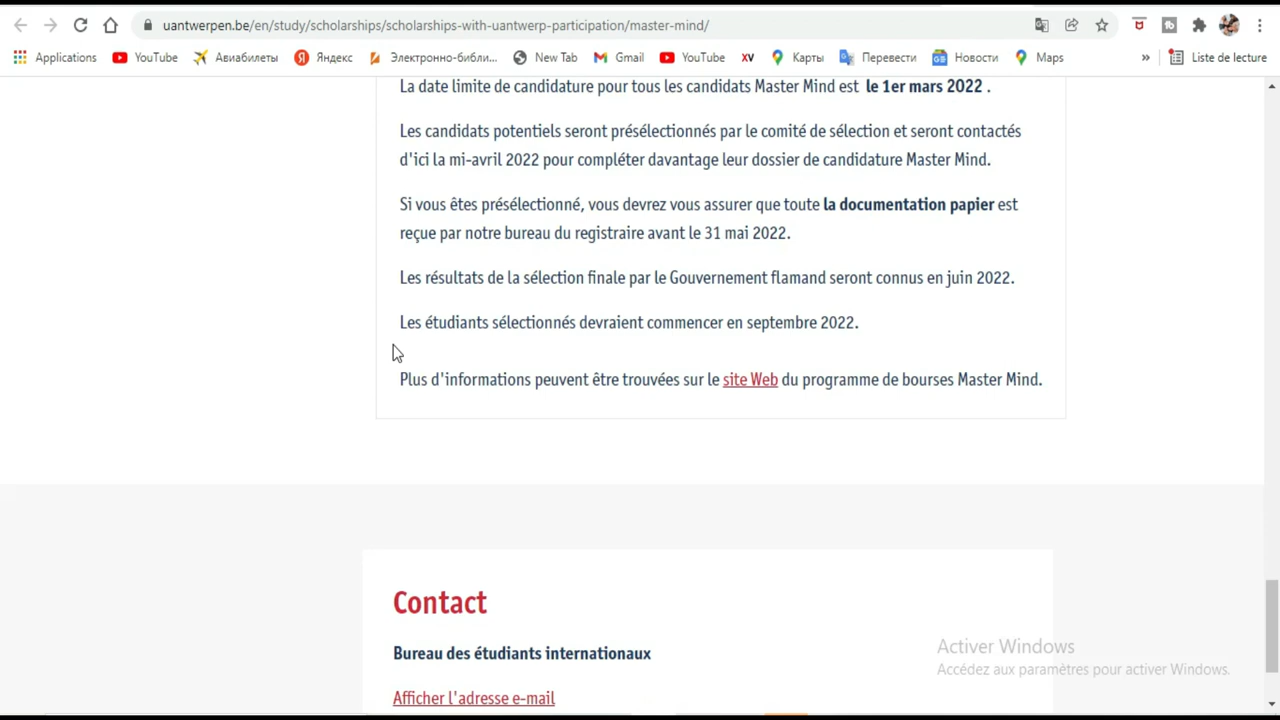 uantwerpen.be/en/study/scholarships/scholarships-with-uantwerp-participation/master-mind/
Applications YouTube Авиабилеты Яндекс Электронно-библи... New Tab Gmail YouTube XV Карты Перевести Новости Maps » Liste de lecture
La date limite de candidature pour tous les candidats Master Mind est le 1er mars 2022 .
Les candidats potentiels seront présélectionnés par le comité de sélection et seront contactés
d'ici la mi-avril 2022 pour compléter davantage leur dossier de candidature Master Mind.
Si vous êtes présélectionné, vous devrez vous assurer que toute la documentation papier est
reçue par notre bureau du registraire avant le 31 mai 2022.
Les résultats de la sélection finale par le Gouvernement flamand seront connus en juin 2022.
Les étudiants sélectionnés devraient commencer en septembre 2022.
Plus d'informations peuvent être trouvées sur le site Web du programme de bourses Master Mind.
Contact
Bureau des étudiants internationaux
Afficher l'adresse e-mail
Activer Windows
Accédez aux paramètres pour activer Windows.